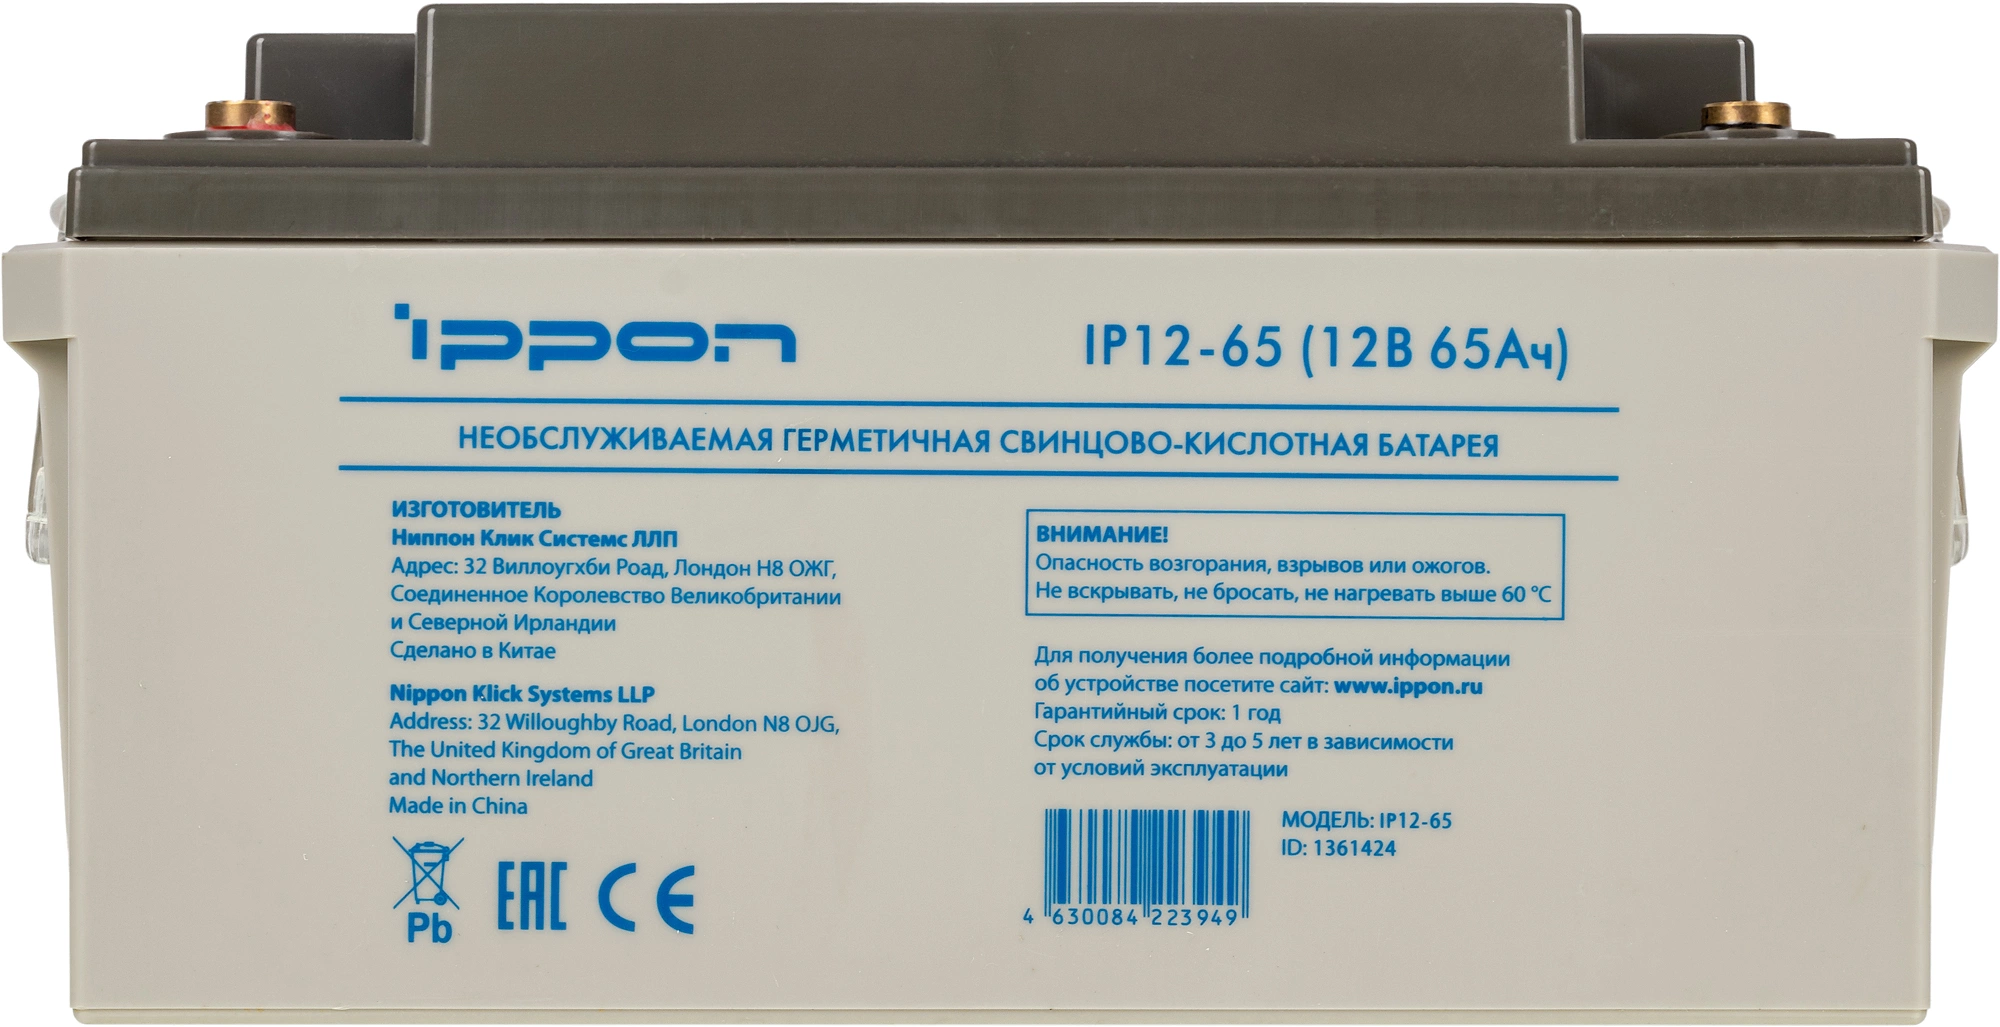 ippon
IP12-65 (12В 65Ач)
НЕОБСЛУЖИВАЕМАЯ ГЕРМЕТИЧНАЯ СВИНЦОВО-КИСЛОТНАЯ БАТАРЕЯ
ИЗГОТОВИТЕЛЬ
Ниппон Клик Системс ЛЛП
Адрес: 32 Виллоугхби Роад, Лондон Н8 ОЖГ,
Соединенное Королевство Великобритании
и Северной Ирландии
Сделано в Китае
Nippon Klick Systems LLP
Address: 32 Willoughby Road, London N8 OJG,
The United Kingdom of Great Britain
and Northern Ireland
Made in China
Pb
EAC CE
ВНИМАНИЕ!
Опасность возгорания, взрывов или ожогов.
Не вскрывать, не бросать, не нагревать выше 60 °C
Для получения более подробной информации
об устройстве посетите сайт: www.ippon.ru
Гарантийный срок: 1 год
Срок службы: от 3 до 5 лет в зависимости
от условий эксплуатации
МОДЕЛЬ: IP12-65
ID: 1361424
4 630084 223949